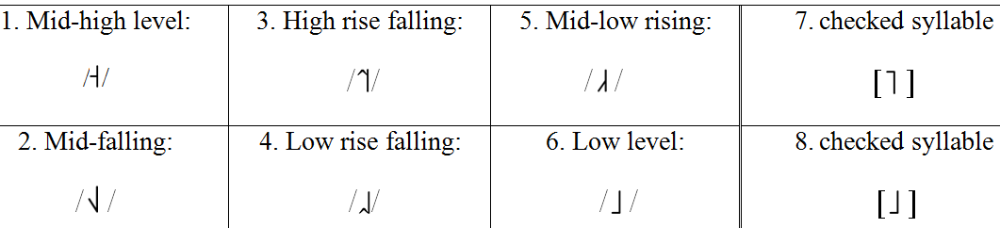 1. Mid-high level: 3. High rise falling: 5. Mid-low rising: 7. checked syllable
/˧/ /˦˥˦/ /˩˧/ [˥]
2. Mid-falling: 4. Low rise falling: 6. Low level: 8. checked syllable
/˧˩/ /˩˨˩/ /˩/ [˩]